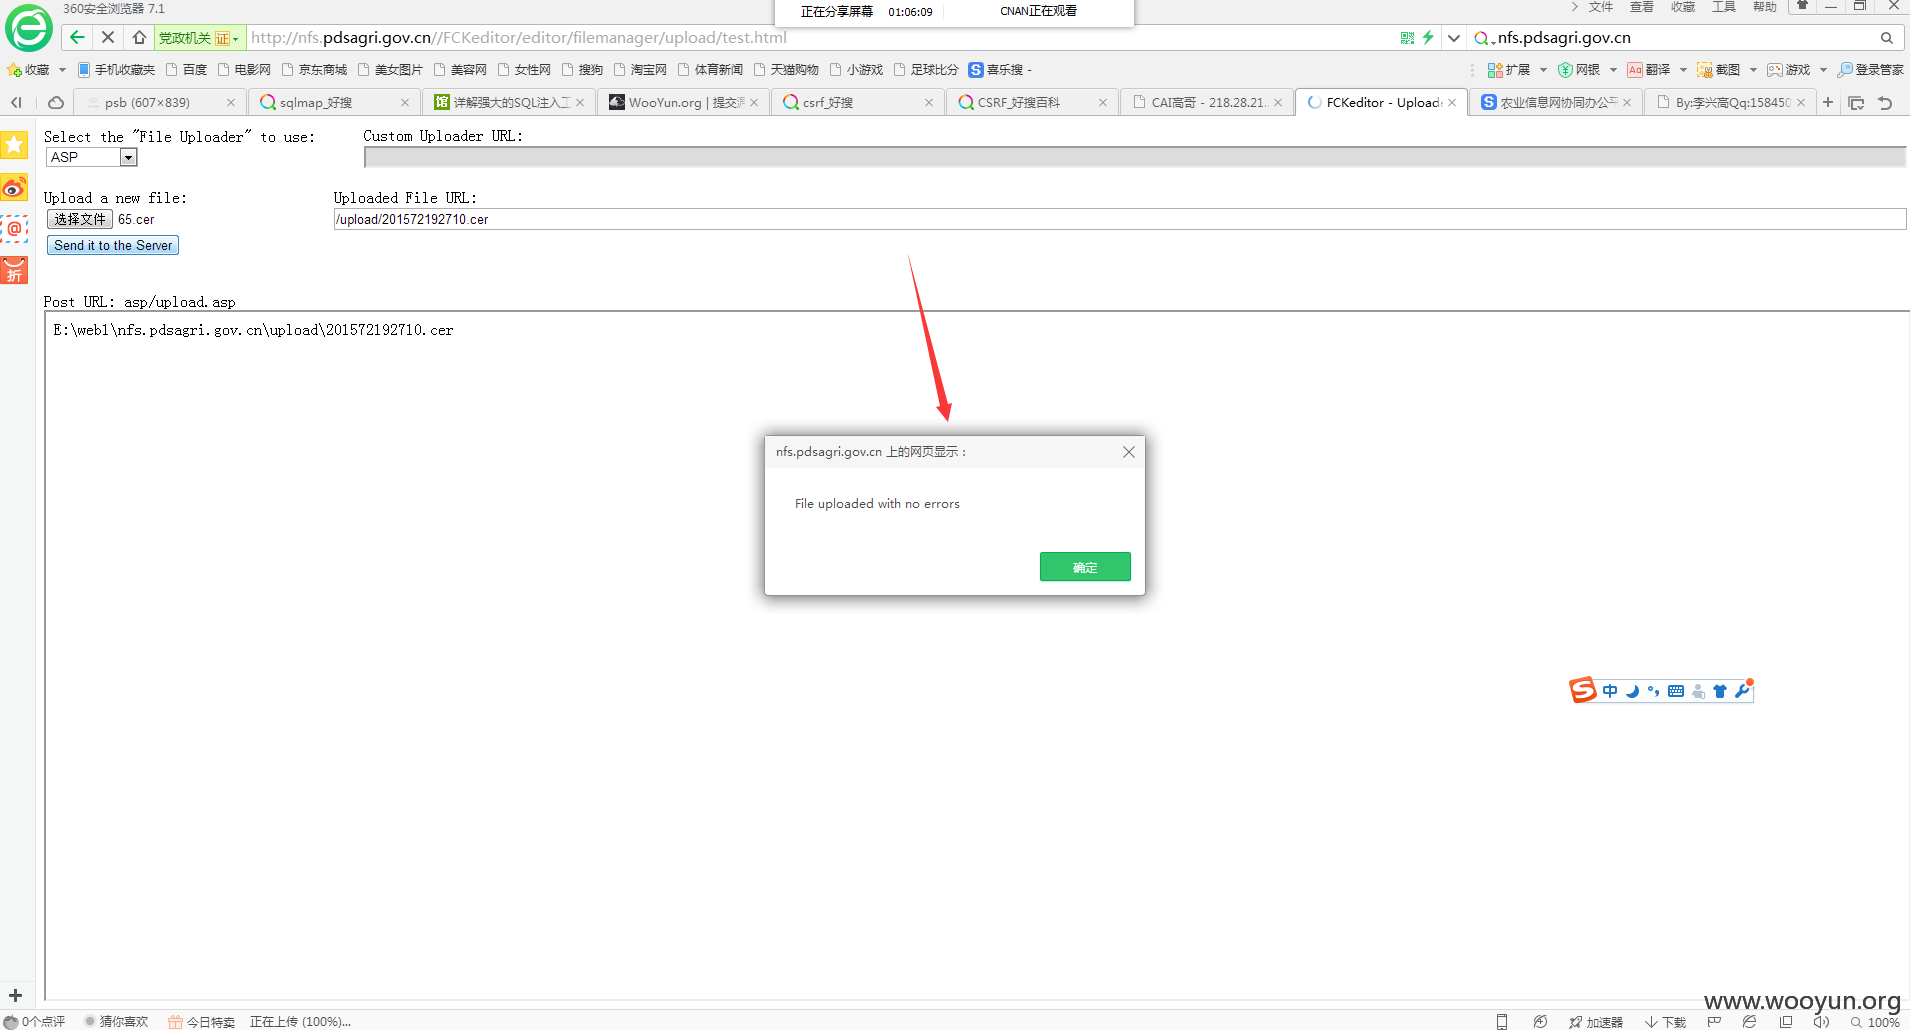 360安全浏览器 7.1
正在分享屏幕 01:06:09 CNAN正在观看
文件 查看 收藏 工具 帮助
党政机关 证 http://nfs.pdsagri.gov.cn//FCKeditor/editor/filemanager/upload/test.html nfs.pdsagri.gov.cn
收藏 手机收藏夹 百度 电影网 京东商城 美女图片 美容网 女性网 搜狗 淘宝网 体育新闻 天猫购物 小游戏 足球比分 喜乐搜 - 扩展 网银 翻译 截图 游戏 登录管家
psb (607×839) sqlmap_好搜 详解强大的SQL注入工 WooYun.org | 提交 csrf_好搜 CSRF_好搜百科 CAI高哥 - 218.28.21. FCKeditor - Upload 农业信息网协同办公平 By:李兴高Qq:158450
Select the "File Uploader" to use: Custom Uploader URL:
ASP
Upload a new file: Uploaded File URL:
选择文件 65.cer /upload/201572192710.cer
Send it to the Server
折
Post URL: asp/upload.asp
E:\web1\nfs.pdsagri.gov.cn\upload\201572192710.cer
nfs.pdsagri.gov.cn 上的网页显示：
File uploaded with no errors
确定
中
www.wooyun.org
0个点评 猜你喜欢 今日特卖 正在上传 (100%)... 加速器 下载 100%